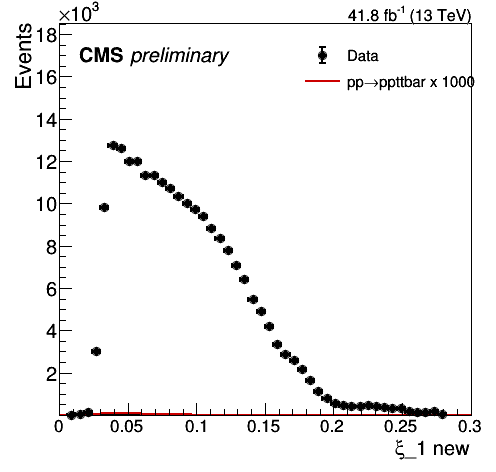 ×10³
41.8 fb⁻¹ (13 TeV)
Events
CMS preliminary
Data
pp→ppttbar x 1000
18
16
14
12
10
8
6
4
2
0 0.05 0.1 0.15 0.2 0.25 0.3
ξ_1 new